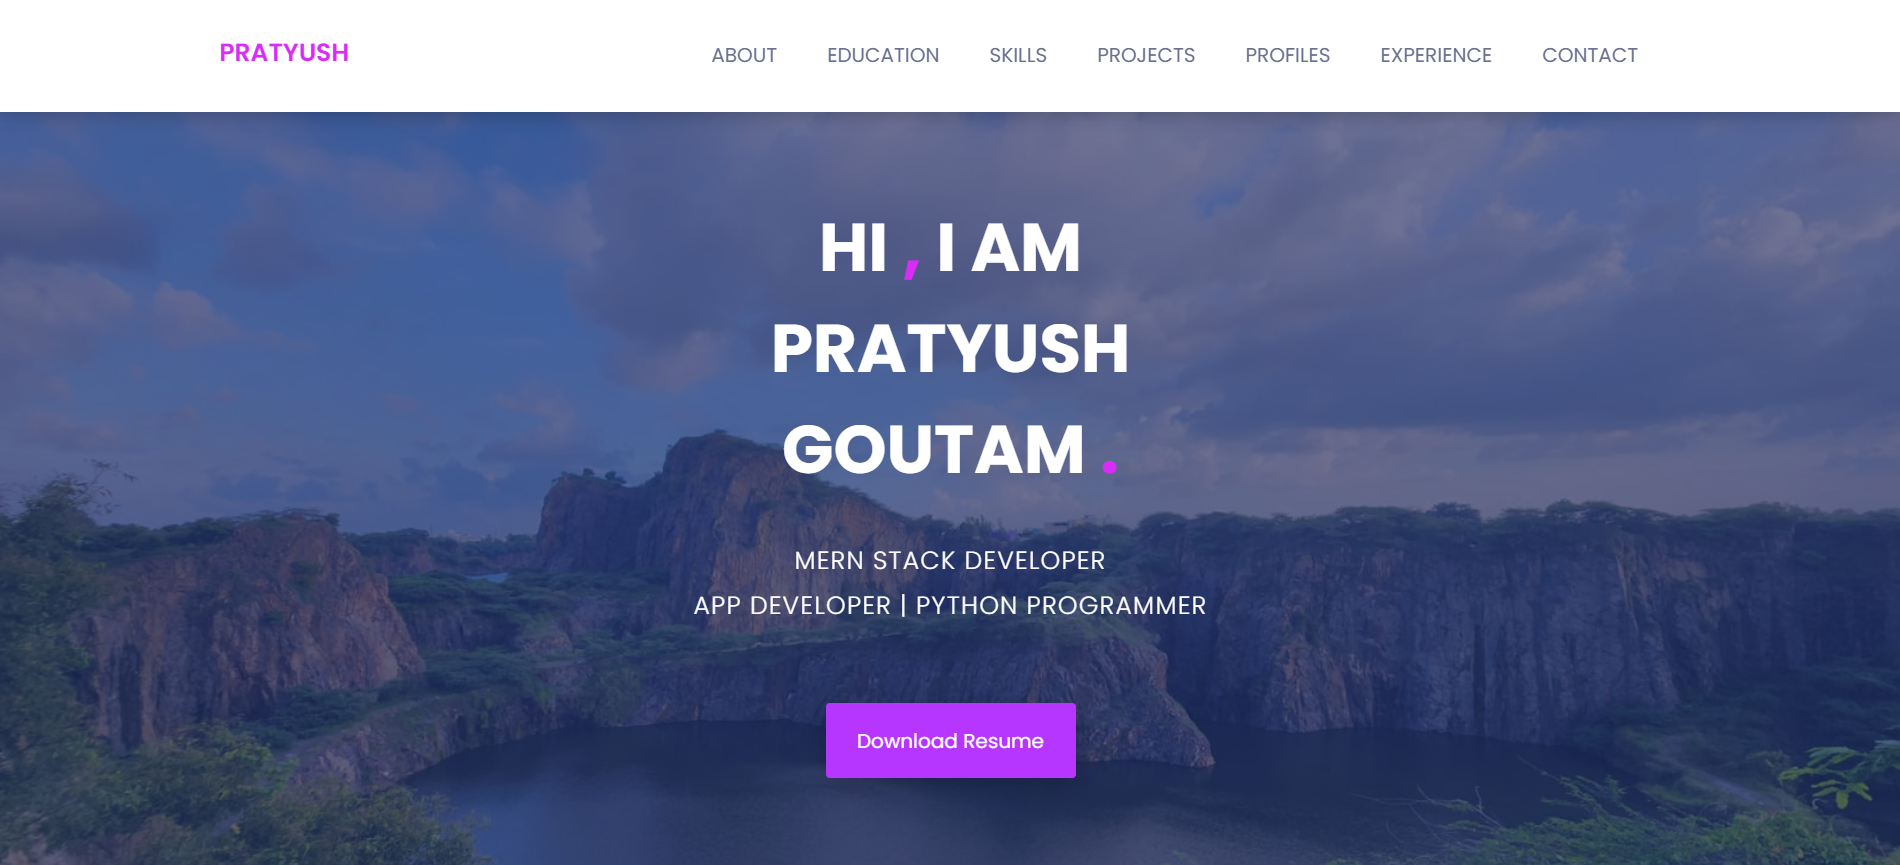 PRATYUSH
ABOUT EDUCATION SKILLS PROJECTS PROFILES EXPERIENCE CONTACT
HI , I AM
PRATYUSH
GOUTAM .
MERN STACK DEVELOPER
APP DEVELOPER | PYTHON PROGRAMMER
Download Resume